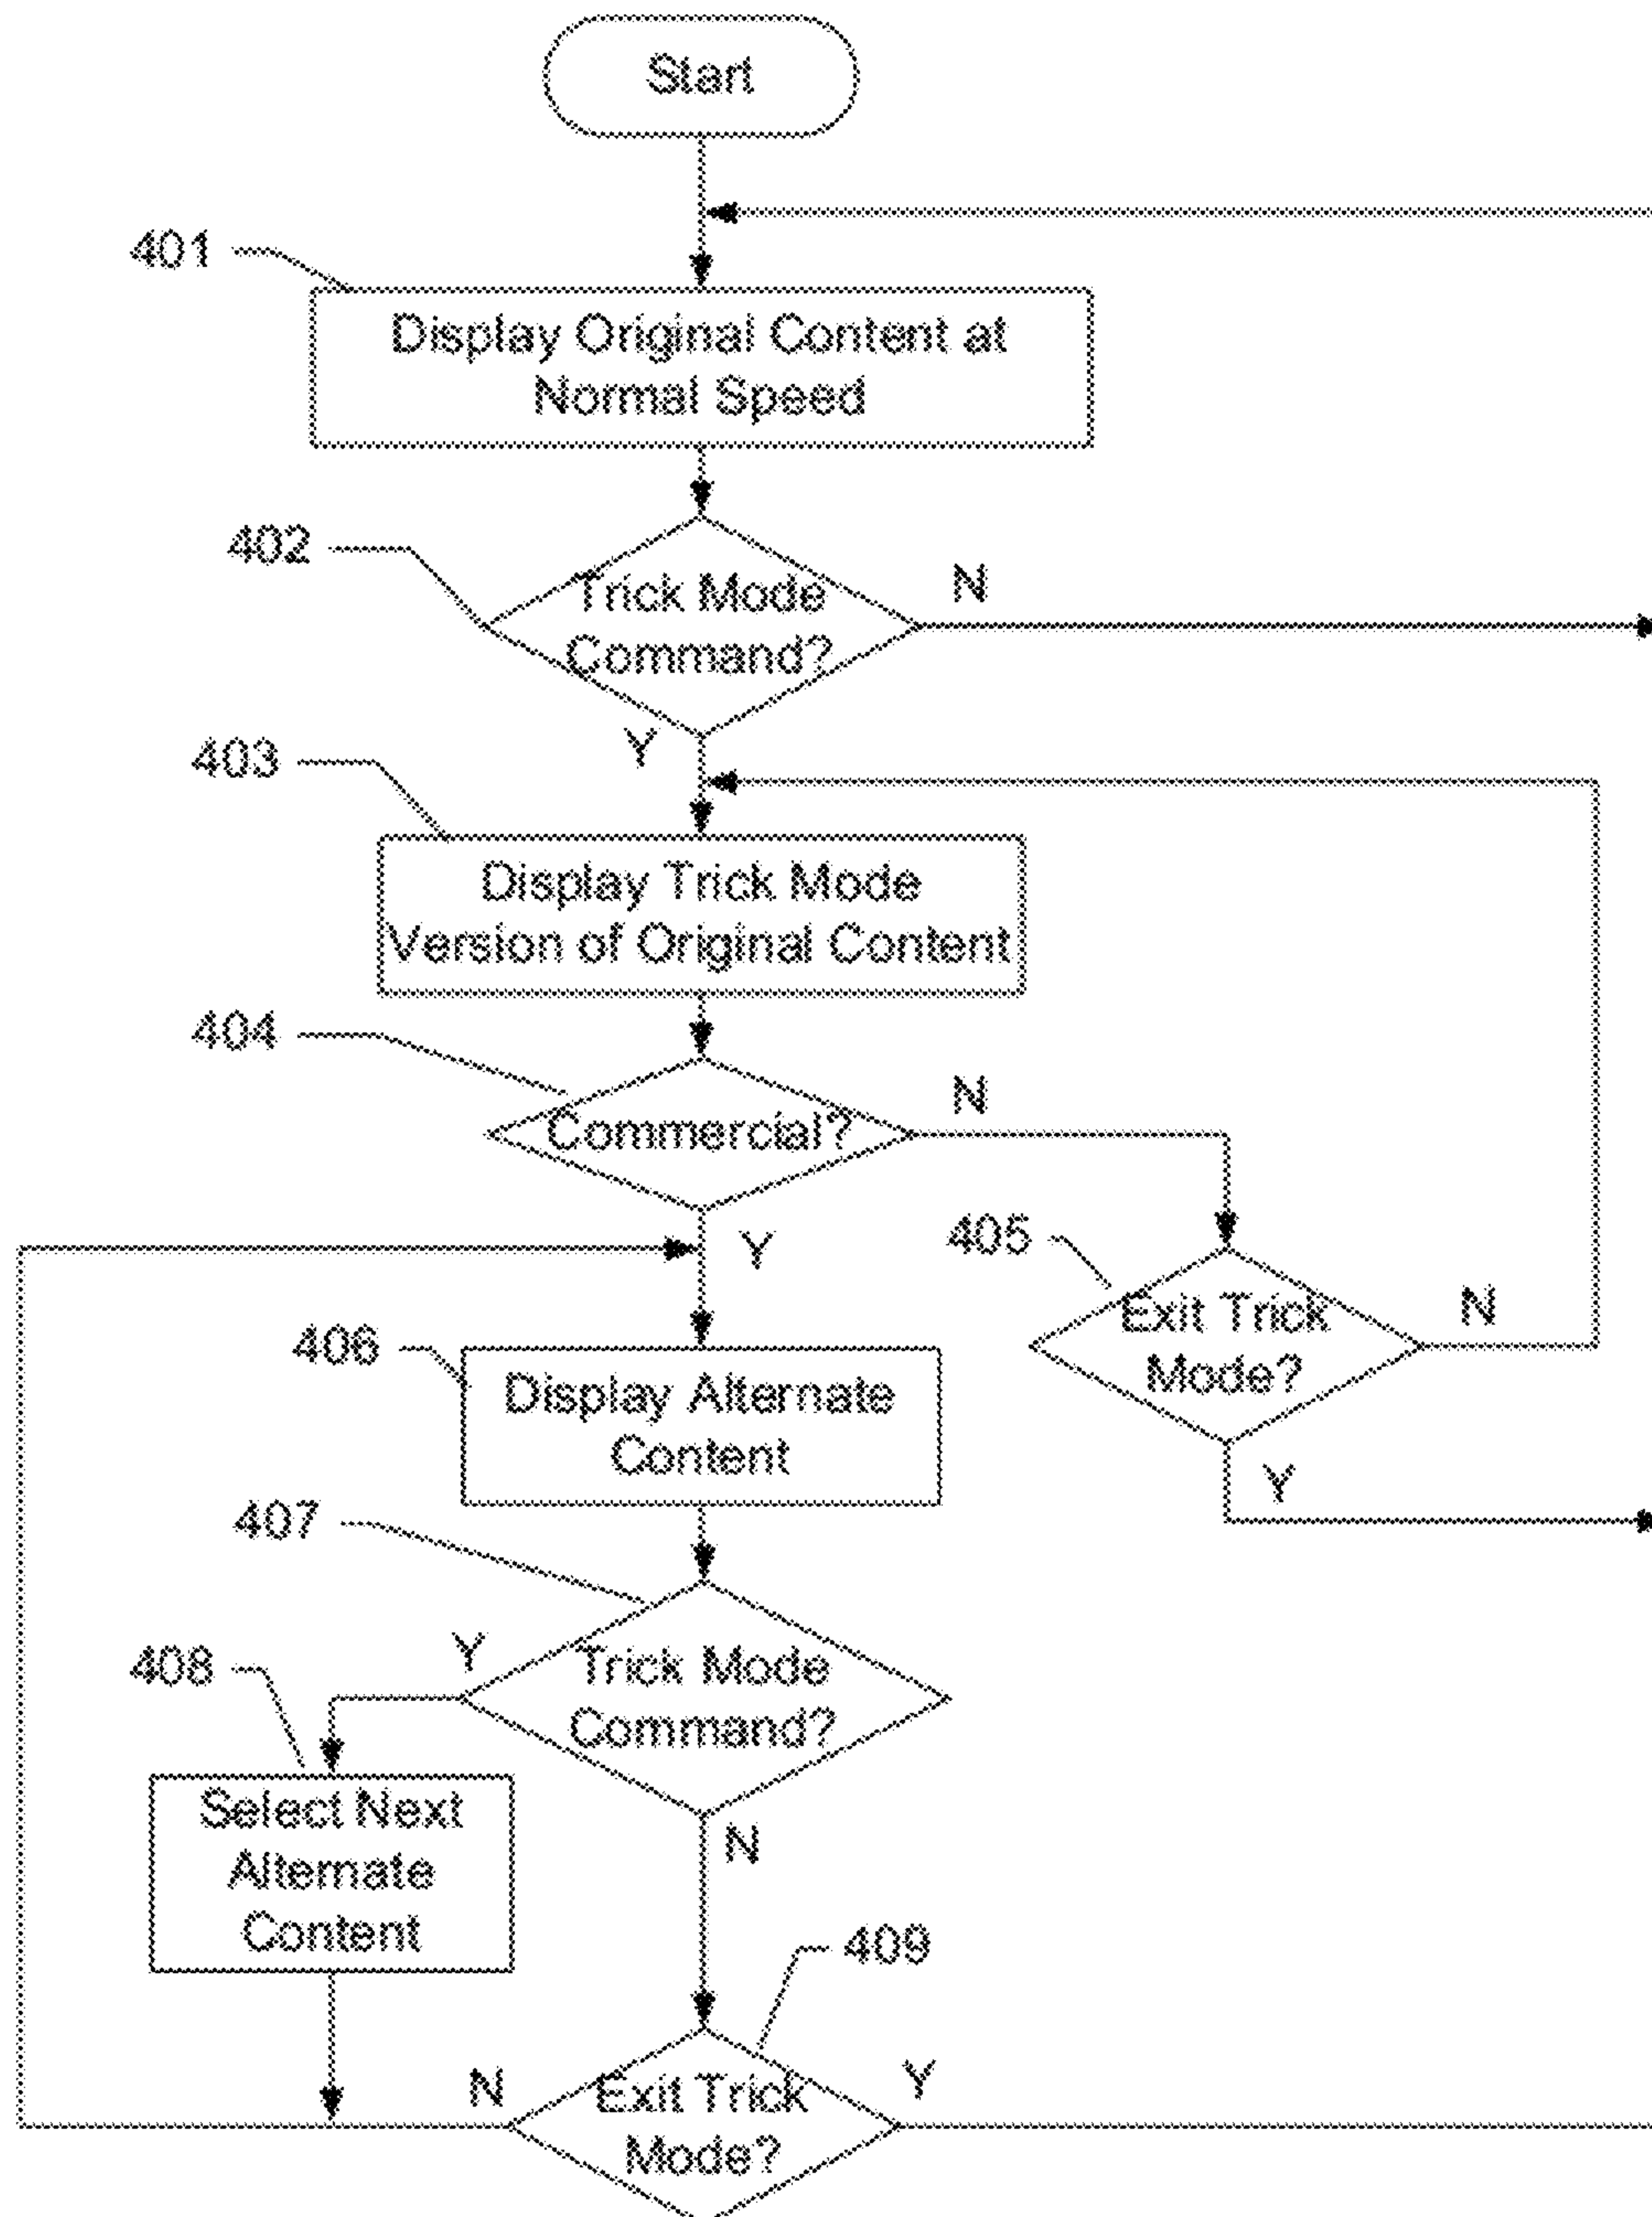 Start
401
Display Original Content at
Normal Speed
402
Trick Mode
Command?
N
Y
403
Display Trick Mode
Version of Original Content
404
Commercial?
N
Y
405
Exit Trick
Mode?
N
Y
406
Display Alternate
Content
407
Trick Mode
Command?
Y
N
408
Select Next
Alternate
Content
409
Exit Trick
Mode?
N
Y